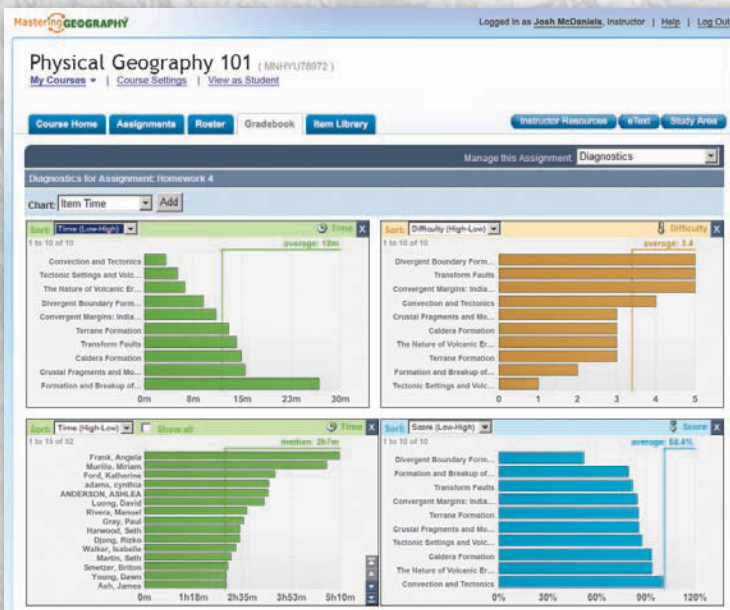 MasteringGEOGRAPHY
Logged in as Josh McDaniels, Instructor | Help | Log Out
Physical Geography 101 ( MNHYU78972 )
My Courses | Course Settings | View as Student
Course Home Assignments Roster Gradebook Item Library Instructor Resources eText Study Area
Manage this Assignment: Diagnostics
Diagnostics for Assignment: Homework 4
Chart: Item Time Add
Sort: Time (Low-High) Time X
1 to 10 of 10
average: 12m
Convection and Tectonics
Tectonic Settings and Volc...
The Nature of Volcanic Er...
Divergent Boundary Form...
Convergent Margins: India...
Terrane Formation
Transform Faults
Caldera Formation
Crustal Fragments and Mo...
Formation and Breakup of...
0m 8m 15m 23m 30m
Sort: Difficulty (High-Low) Difficulty X
1 to 10 of 10
average: 3.4
Divergent Boundary Form...
Transform Faults
Convergent Margins: India...
Convection and Tectonics
Crustal Fragments and Mo...
Caldera Formation
The Nature of Volcanic Er...
Terrane Formation
Formation and Breakup of...
Tectonic Settings and Volc...
0 1 2 3 4 5
Sort: Time (High-Low) Show all Time X
1 to 15 of 52
median: 2h7m
Frank, Angela
Murillo, Miriam
Ford, Katherine
adams, cynthia
ANDERSON, ASHLEA
Luong, David
Rivera, Manuel
Gray, Paul
Harwood, Seth
Djong, Rizko
Walker, Isabelle
Martin, Seth
Smetzer, Briton
Young, Dawn
Ash, James
0m 1h18m 2h35m 3h53m 5h10m
Sort: Score (Low-High) Score X
1 to 10 of 10
average:
Divergent Boundary Form...
Formation and Breakup of...
Transform Faults
Convergent Margins: India...
Terrane Formation
Crustal Fragments and Mo...
Tectonic Settings and Volc...
Caldera Formation
The Nature of Volcanic Er...
Convection and Tectonics
0% 30% 60% 90% 120%